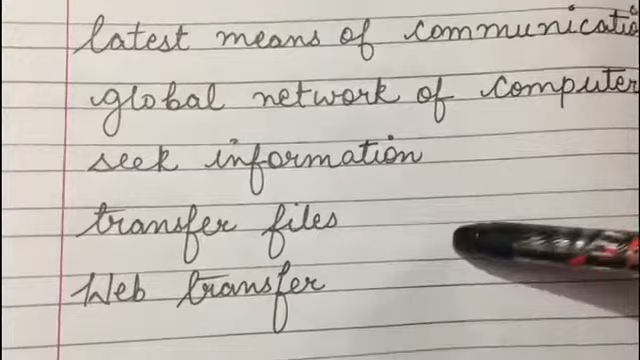 latest means of communicatio
global network of computer
seek information
transfer files
Web transfer